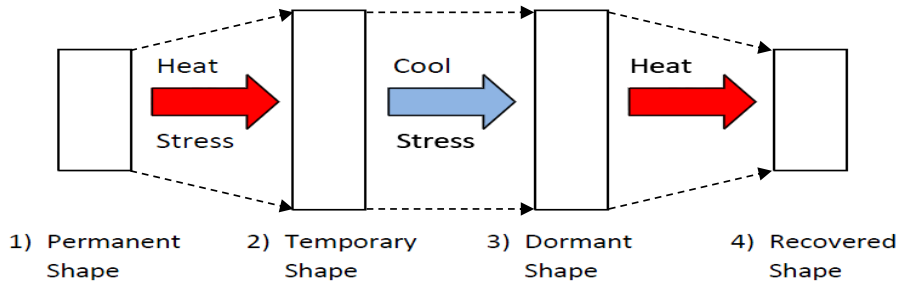 Heat
Stress
Cool
Stress
Heat
1) Permanent Shape
2) Temporary Shape
3) Dormant Shape
4) Recovered Shape